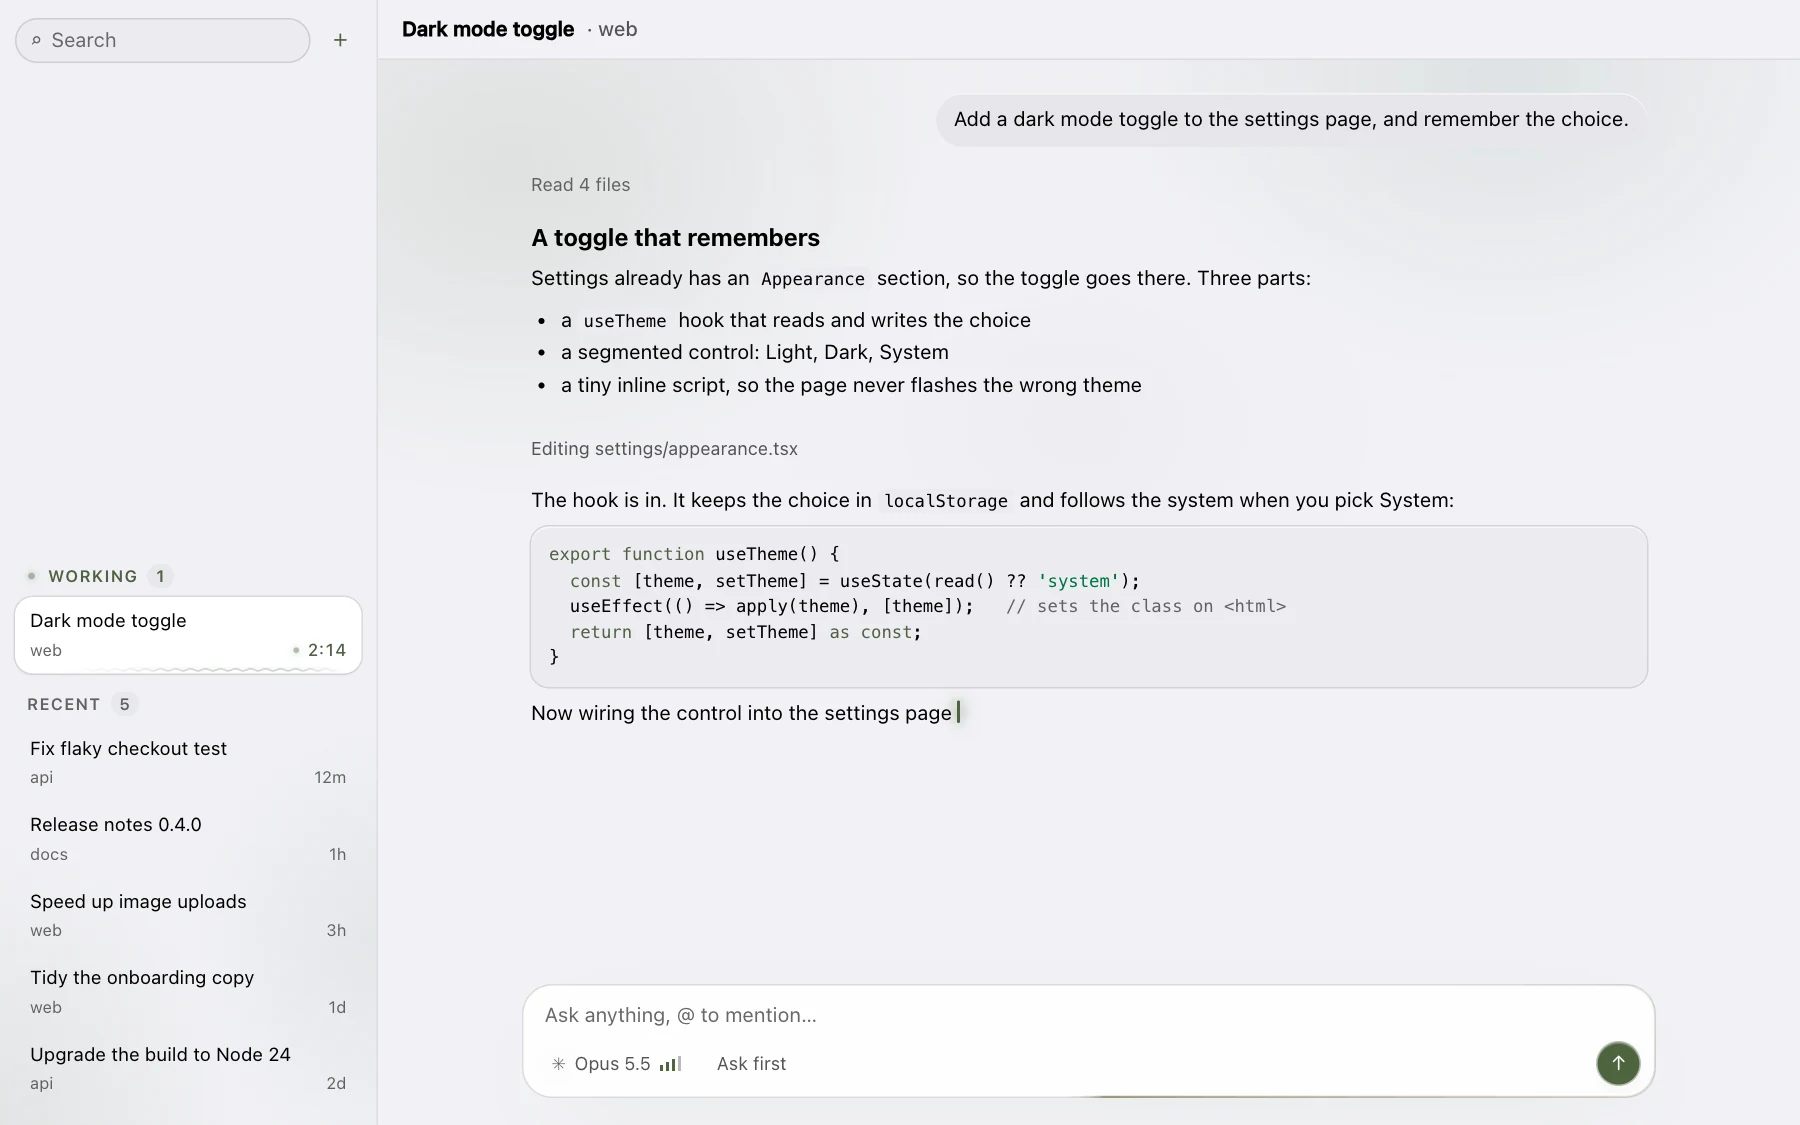 Search
+
WORKING 1
Dark mode toggle
web
2:14
RECENT 5
Fix flaky checkout test
api
12m
Release notes 0.4.0
docs
1h
Speed up image uploads
web
3h
Tidy the onboarding copy
web
1d
Upgrade the build to Node 24
api
2d
Dark mode toggle · web
Add a dark mode toggle to the settings page, and remember the choice.
Read 4 files
A toggle that remembers
Settings already has an Appearance section, so the toggle goes there. Three parts:
• a useTheme hook that reads and writes the choice
• a segmented control: Light, Dark, System
• a tiny inline script, so the page never flashes the wrong theme
Editing settings/appearance.tsx
The hook is in. It keeps the choice in localStorage and follows the system when you pick System:
export function useTheme() {
  const [theme, setTheme] = useState(read() ?? 'system');
  useEffect(() => apply(theme), [theme]);   // sets the class on <html>
  return [theme, setTheme] as const;
}
Now wiring the control into the settings page
Ask anything, @ to mention...
Opus 5.5
Ask first